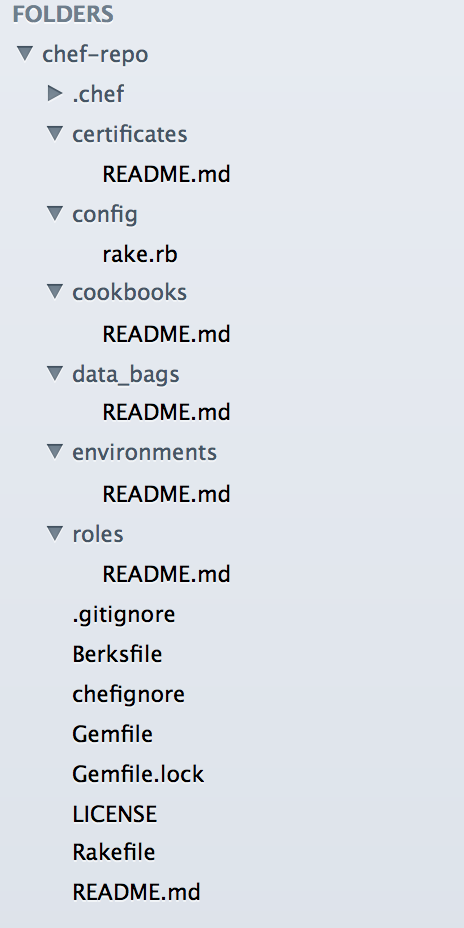 FOLDERS
chef-repo
.chef
certificates
README.md
config
rake.rb
cookbooks
README.md
data_bags
README.md
environments
README.md
roles
README.md
.gitignore
Berksfile
chefignore
Gemfile
Gemfile.lock
LICENSE
Rakefile
README.md